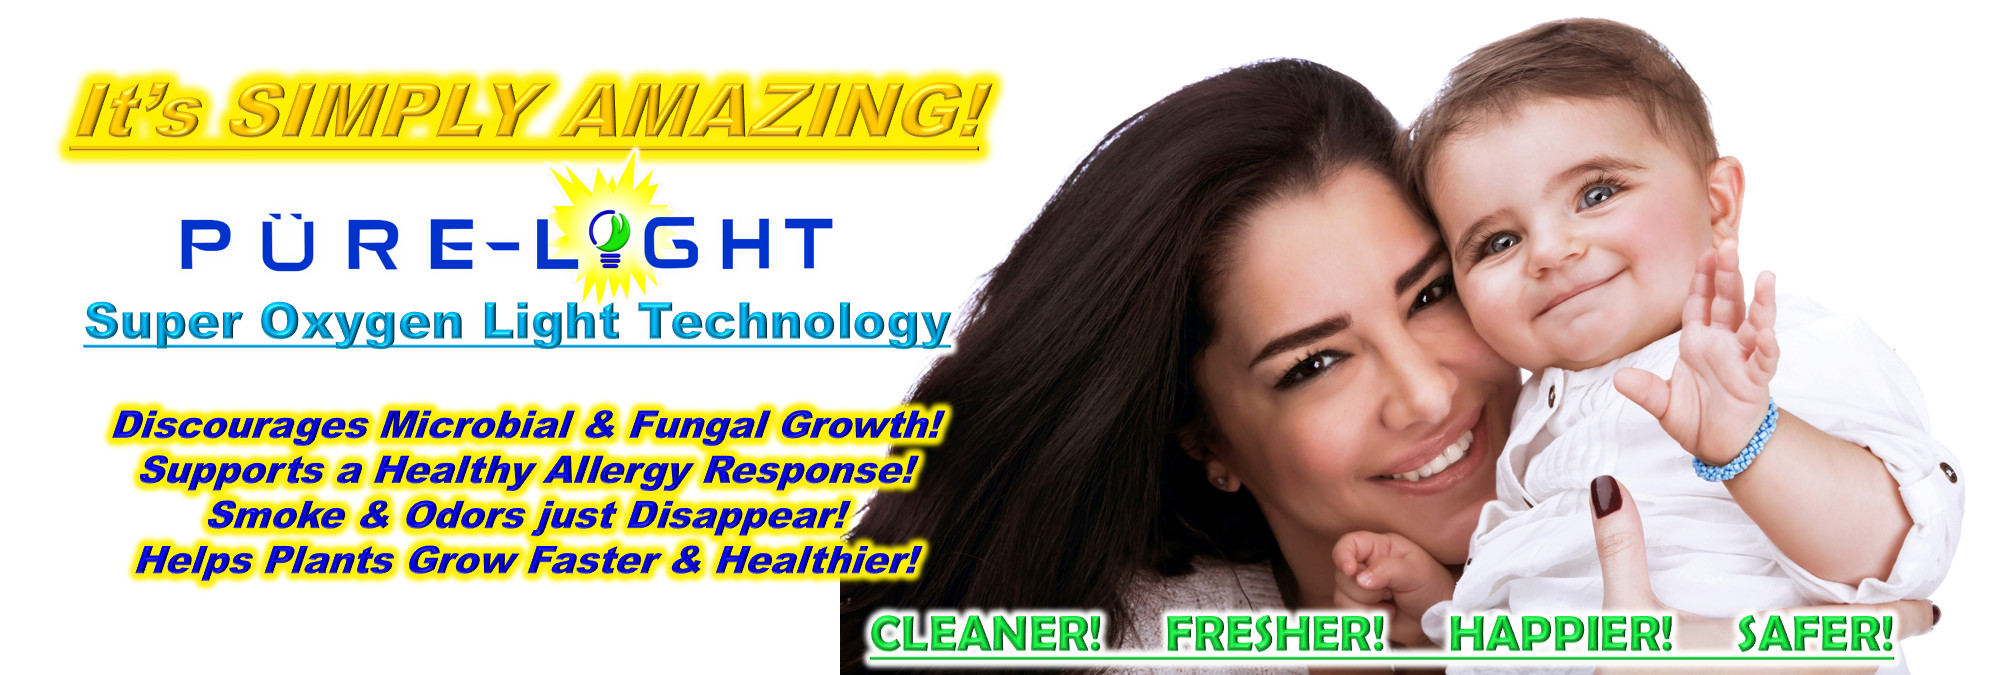 It's SIMPLY AMAZING!
PÜRE-LIGHT
Super Oxygen Light Technology
Discourages Microbial & Fungal Growth!
Supports a Healthy Allergy Response!
Smoke & Odors just Disappear!
Helps Plants Grow Faster & Healthier!
CLEANER! FRESHER! HAPPIER! SAFER!